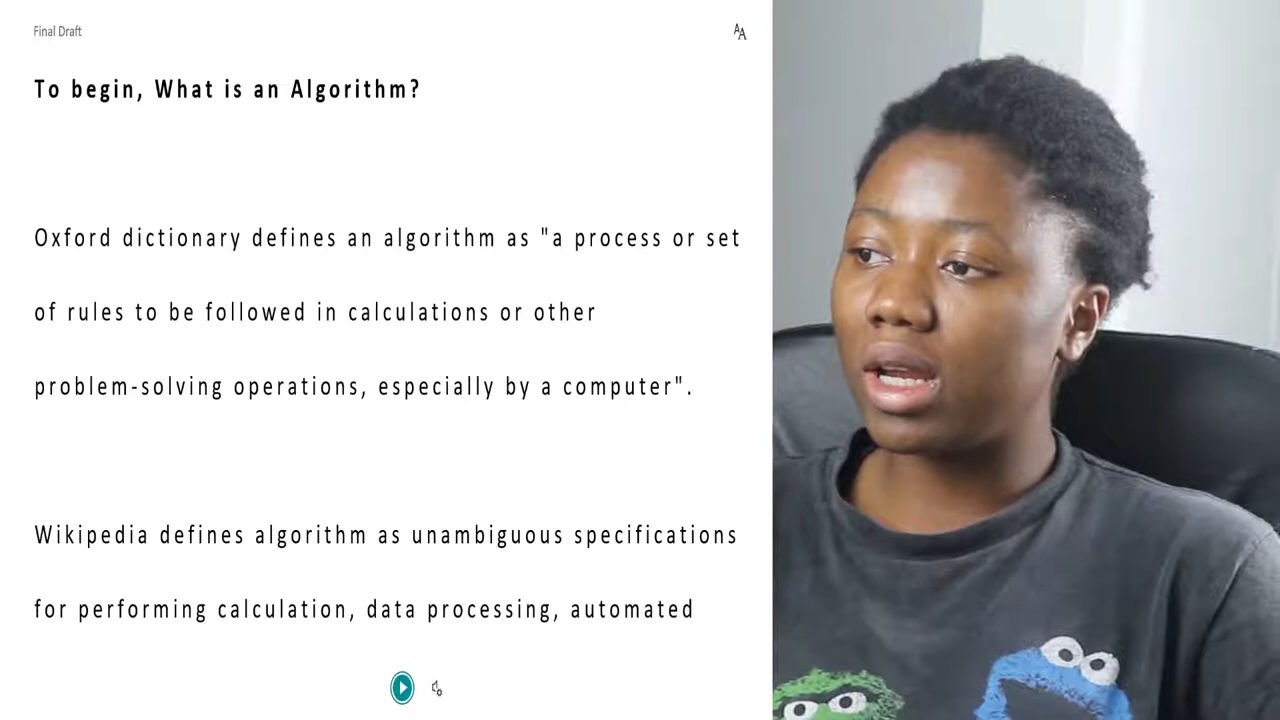 Final Draft
To begin, What is an Algorithm?
Oxford dictionary defines an algorithm as "a process or set
of rules to be followed in calculations or other
problem-solving operations, especially by a computer".
Wikipedia defines algorithm as unambiguous specifications
for performing calculation, data processing, automated